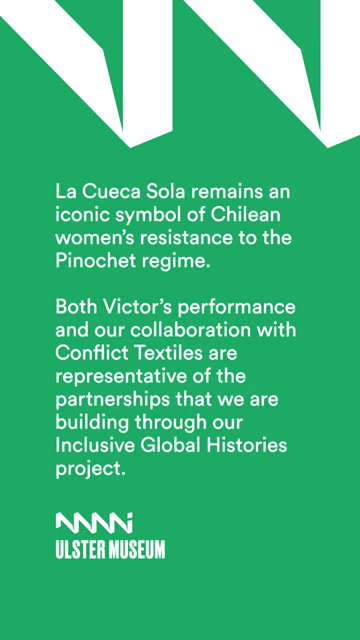 La Cueca Sola remains an
iconic symbol of Chilean
women's resistance to the
Pinochet regime.
Both Victor's performance
and our collaboration with
Conflict Textiles are
representative of the
partnerships that we are
building through our
Inclusive Global Histories
project.
NMNI
ULSTER MUSEUM